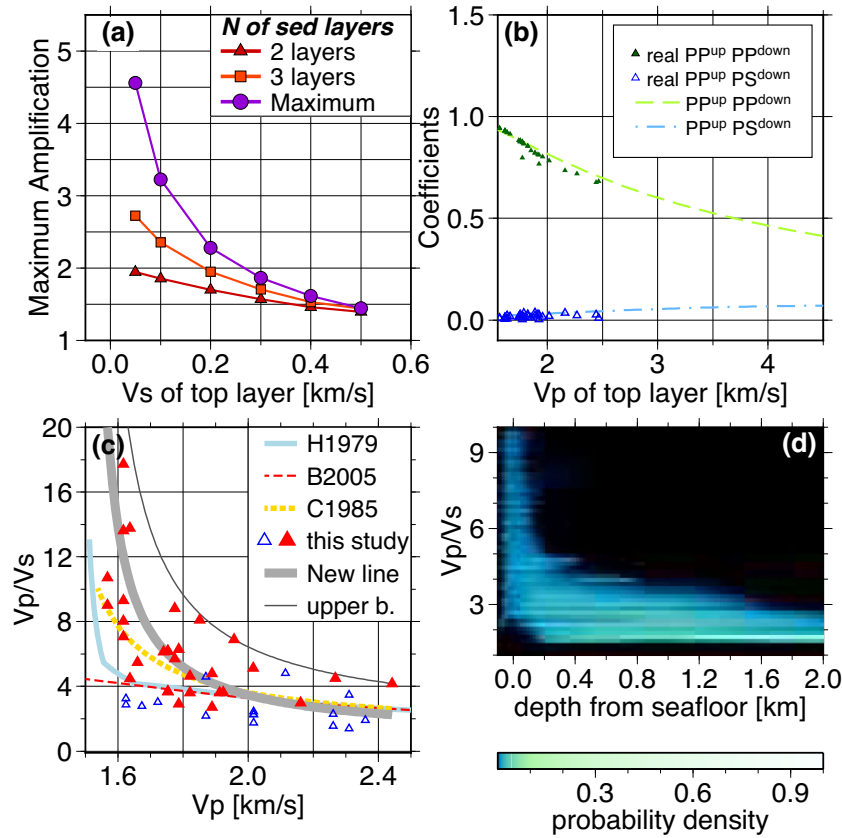 (a)
N of sed layers
2 layers
3 layers
Maximum
5
4
3
2
1
Maximum Amplification
0.0 0.2 0.4 0.6
Vs of top layer [km/s]
(b)
real PPup PPdown
real PPup PSdown
PPup PPdown
PPup PSdown
1.5
1.0
0.5
0.0
Coefficients
2 3 4
Vp of top layer [km/s]
(c)
H1979
B2005
C1985
this study
New line
upper b.
20
16
12
8
4
0
Vp/Vs
1.6 2.0 2.4
Vp [km/s]
(d)
9
6
3
Vp/Vs
0.0 0.4 0.8 1.2 1.6 2.0
depth from seafloor [km]
0.3 0.6 0.9
probability density